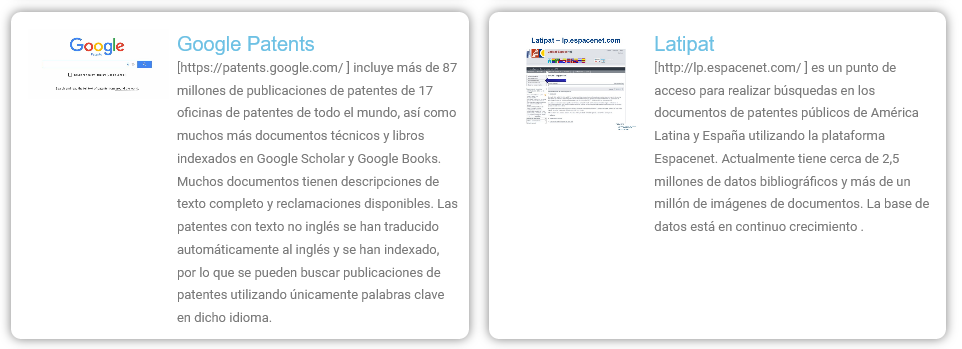 Google
Google Patents
[https://patents.google.com/ ] incluye más de 87
millones de publicaciones de patentes de 17
oficinas de patentes de todo el mundo, así como
muchos más documentos técnicos y libros
indexados en Google Scholar y Google Books.
Muchos documentos tienen descripciones de
texto completo y reclamaciones disponibles. Las
patentes con texto no inglés se han traducido
automáticamente al inglés y se han indexado,
por lo que se pueden buscar publicaciones de
patentes utilizando únicamente palabras clave
en dicho idioma.
Latipat – lp.espacenet.com
Latipat
[http://lp.espacenet.com/ ] es un punto de
acceso para realizar búsquedas en los
documentos de patentes públicos de América
Latina y España utilizando la plataforma
Espacenet. Actualmente tiene cerca de 2,5
millones de datos bibliográficos y más de un
millón de imágenes de documentos. La base de
datos está en continuo crecimiento .